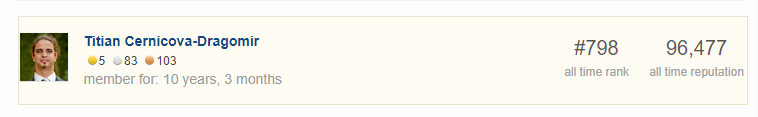 Titian Cernicova-Dragomir
5 83 103
member for: 10 years, 3 months
#798
all time rank
96,477
all time reputation